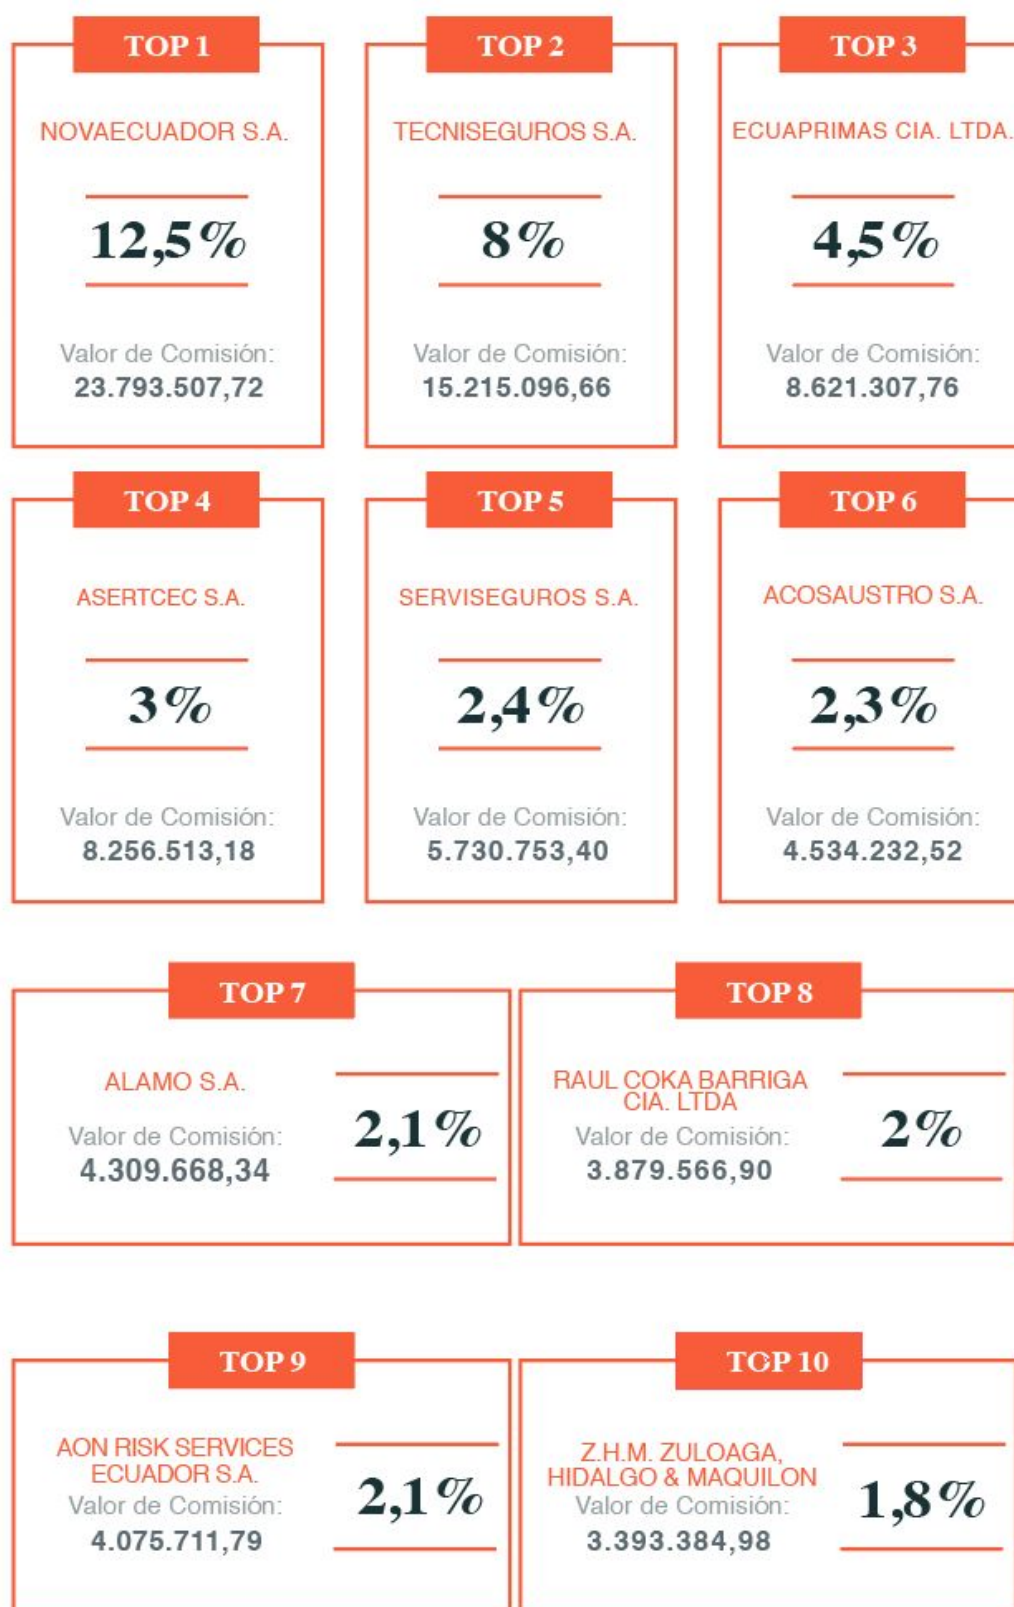 TOP 1
NOVAECUADOR S.A.
12,5%
Valor de Comisión:
23.793.507,72
TOP 2
TECNISEGUROS S.A.
8%
Valor de Comisión:
15.215.096,66
TOP 3
ECUAPRIMAS CIA. LTDA.
4,5%
Valor de Comisión:
8.621.307,76
TOP 4
ASERTCEC S.A.
3%
Valor de Comisión:
8.256.513,18
TOP 5
SERVISEGUROS S.A.
2,4%
Valor de Comisión:
5.730.753,40
TOP 6
ACOSAUSTRO S.A.
2,3%
Valor de Comisión:
4.534.232,52
TOP 7
ALAMO S.A.
Valor de Comisión:
4.309.668,34
2,1%
TOP 8
RAUL COKA BARRIGA
CIA. LTDA
Valor de Comisión:
3.879.566,90
2%
TOP 9
AON RISK SERVICES
ECUADOR S.A.
Valor de Comisión:
4.075.711,79
2,1%
TOP 10
Z.H.M. ZULOAGA,
HIDALGO & MAQUILON
Valor de Comisión:
3.393.384,98
1,8%